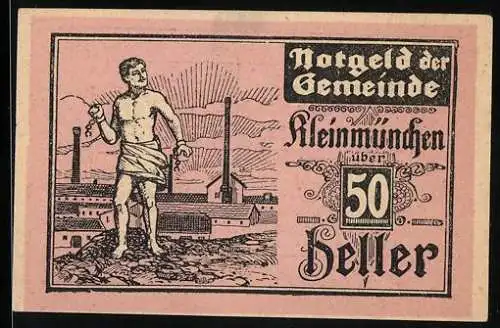 Notgeld der
Gemeinde
Kleinmünchen
über
50
Heller